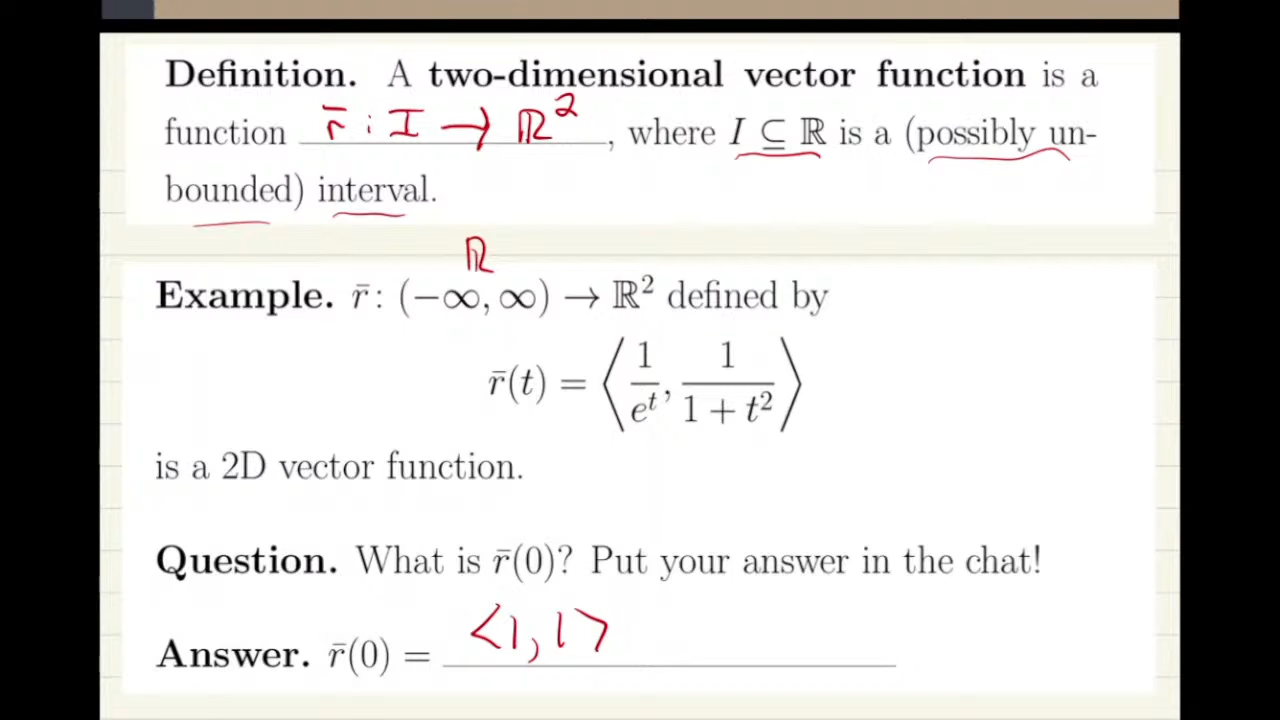 Definition. A two-dimensional vector function is a
function r̄ : I → ℝ², where I ⊆ ℝ is a (possibly un-
bounded) interval.
ℝ
Example. r̄ : (−∞, ∞) → ℝ² defined by
r̄(t) = ⟨1/eᵗ, 1/(1 + t²)⟩
is a 2D vector function.
Question. What is r̄(0)? Put your answer in the chat!
Answer. r̄(0) = <1, 1>